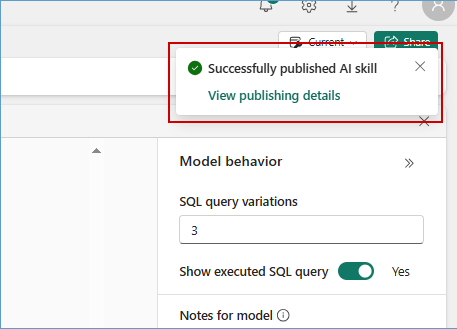 Current
Share
Successfully published AI skill
View publishing details
Model behavior
SQL query variations
3
Show executed SQL query
Yes
Notes for model